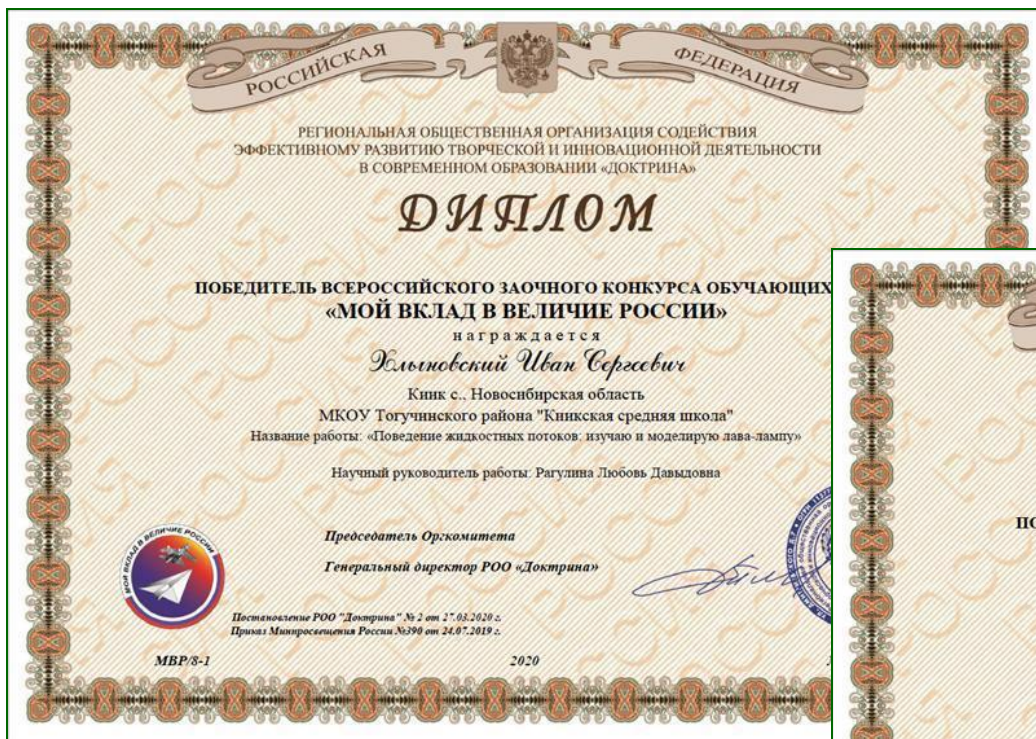 РОССИЙСКАЯ ФЕДЕРАЦИЯ
РЕГИОНАЛЬНАЯ ОБЩЕСТВЕННАЯ ОРГАНИЗАЦИЯ СОДЕЙСТВИЯ
ЭФФЕКТИВНОМУ РАЗВИТИЮ ТВОРЧЕСКОЙ И ИННОВАЦИОННОЙ ДЕЯТЕЛЬНОСТИ
В СОВРЕМЕННОМ ОБРАЗОВАНИИ «ДОКТРИНА»
ДИПЛОМ
ПОБЕДИТЕЛЬ ВСЕРОССИЙСКОГО ЗАОЧНОГО КОНКУРСА ОБУЧАЮЩИХ
«МОЙ ВКЛАД В ВЕЛИЧИЕ РОССИИ»
награждается
Хлыновский Иван Сергеевич
Киик с., Новосибирская область
МКОУ Тогучинского района "Киикская средняя школа"
Название работы: «Поведение жидкостных потоков: изучаю и моделирую лава-лампу»
Научный руководитель работы: Рагулина Любовь Давыдовна
МОЙ ВКЛАД В ВЕЛИЧИЕ РОССИИ
Председатель Оргкомитета
Генеральный директор РОО «Доктрина»
Постановление РОО "Доктрина" № 2 от 27.03.2020 г.
Приказ Минпросвещения России №390 от 24.07.2019 г.
МВР/8-1 2020
ПО